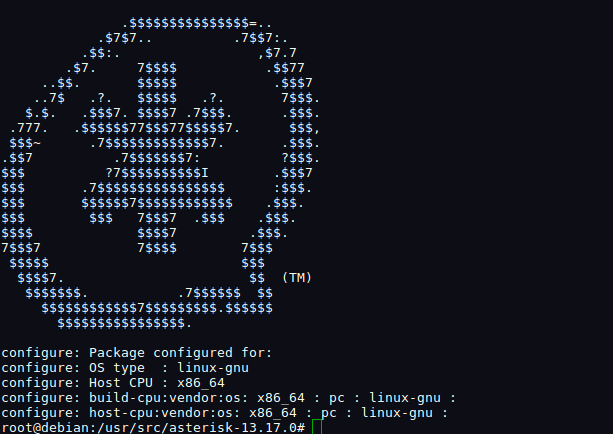 .$$$$$$$$$$$$$$$=..
            .$7$7..          .7$$7:.
          .$$:.                 ,$7.7
        .$7.     7$$$$           .$$77
     ..$$.       $$$$$            .$$$7
    ..7$   .?.   $$$$$   .?.       7$$$.
   $.$.   .$$$7. $$$$7 .7$$$.      .$$$.
 .777.   .$$$$$$77$$$77$$$$$7.      $$$,
 $$$~      .7$$$$$$$$$$$$$7.       .$$$.
.$$7          .7$$$$$$$7:          ?$$$.
$$$          ?7$$$$$$$$$$I        .$$$7
$$$       .7$$$$$$$$$$$$$$$$      :$$$.
$$$       $$$$$$7$$$$$$$$$$$$    .$$$.
$$$        $$$   7$$$7  .$$$    .$$$.
$$$$             $$$$7         .$$$.
7$$$7            7$$$$        7$$$
 $$$$$                        $$$
  $$$$7.                       $$  (TM)
   $$$$$$$.           .7$$$$$$  $$
     $$$$$$$$$$$$7$$$$$$$$$.$$$$$$
       $$$$$$$$$$$$$$$$.
configure: Package configured for:
configure: OS type  : linux-gnu
configure: Host CPU : x86_64
configure: build-cpu:vendor:os: x86_64 : pc : linux-gnu :
configure: host-cpu:vendor:os: x86_64 : pc : linux-gnu :
root@debian:/usr/src/asterisk-13.17.0#